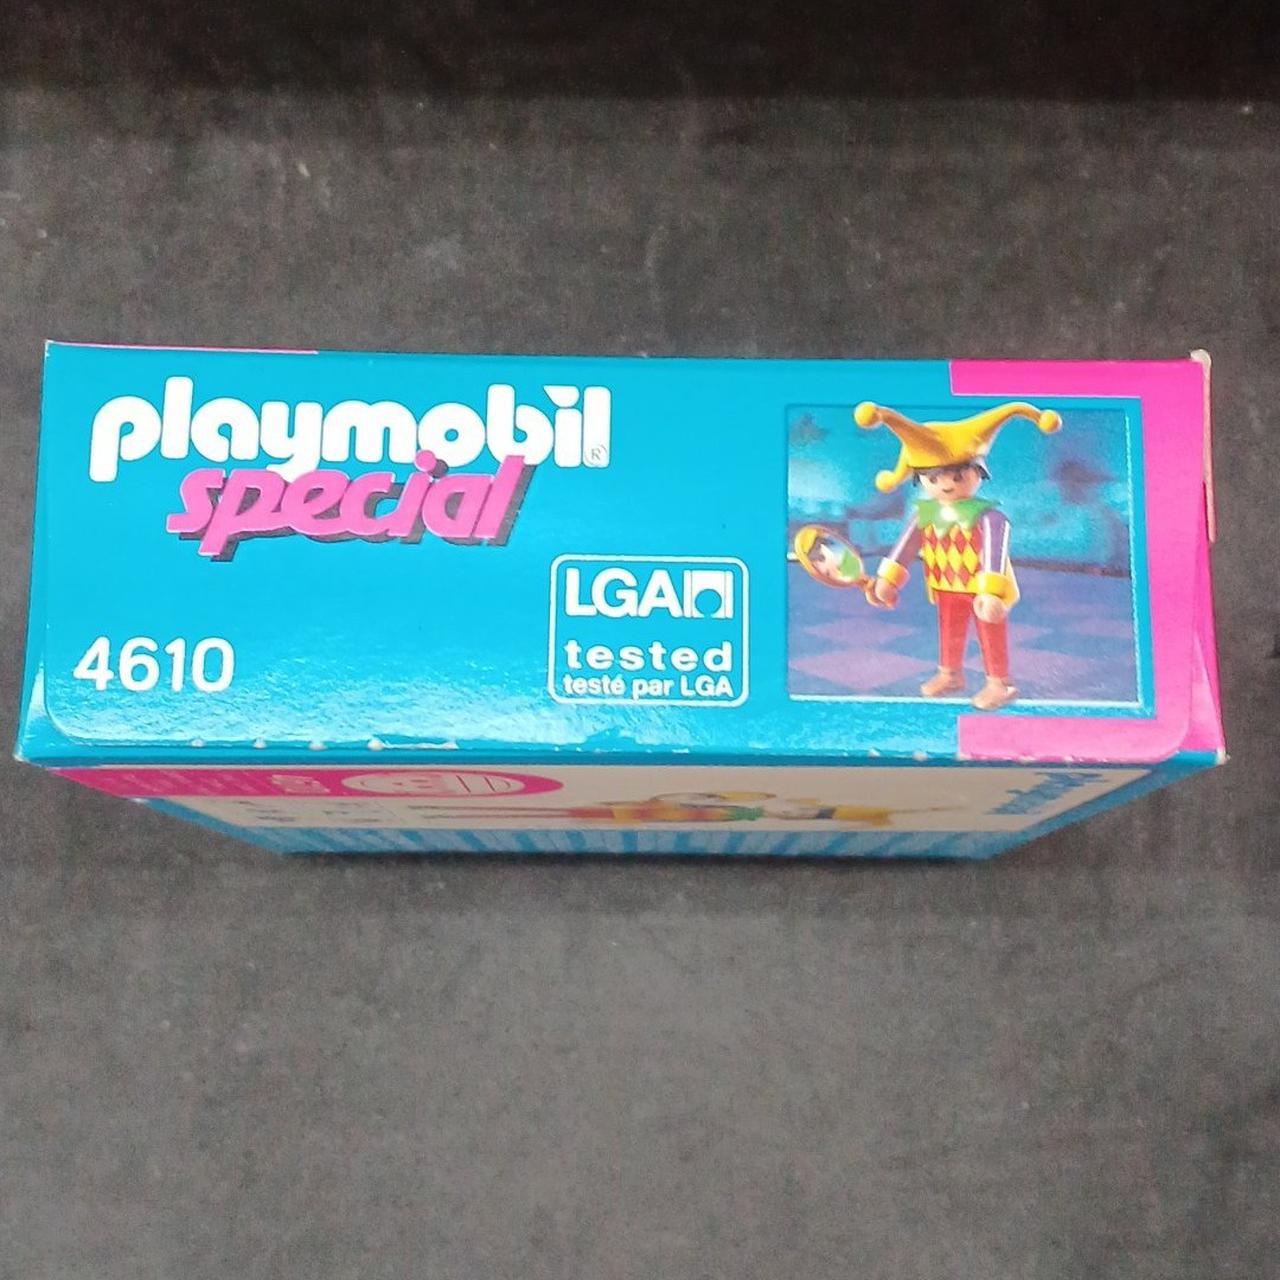 playmobil®
special
LGA
tested
testé par LGA
4610